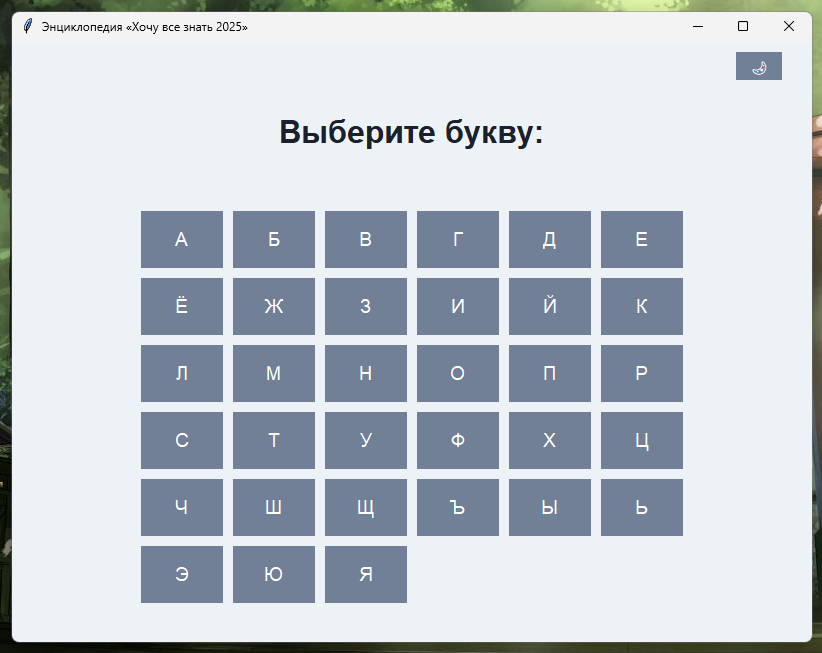 Энциклопедия «Хочу все знать 2025»
Выберите букву:
А Б В Г Д Е
Ё Ж З И Й К
Л М Н О П Р
С Т У Ф Х Ц
Ч Ш Щ Ъ Ы Ь
Э Ю Я